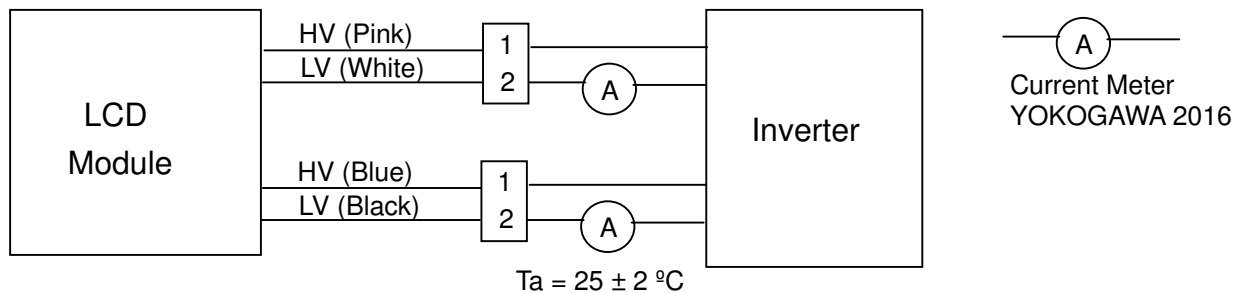 HV (Pink)
LV (White)
1
2
A
LCD
Module
HV (Blue)
LV (Black)
1
2
A
Ta = 25 ± 2 ºC
Inverter
A
Current Meter
YOKOGAWA 2016